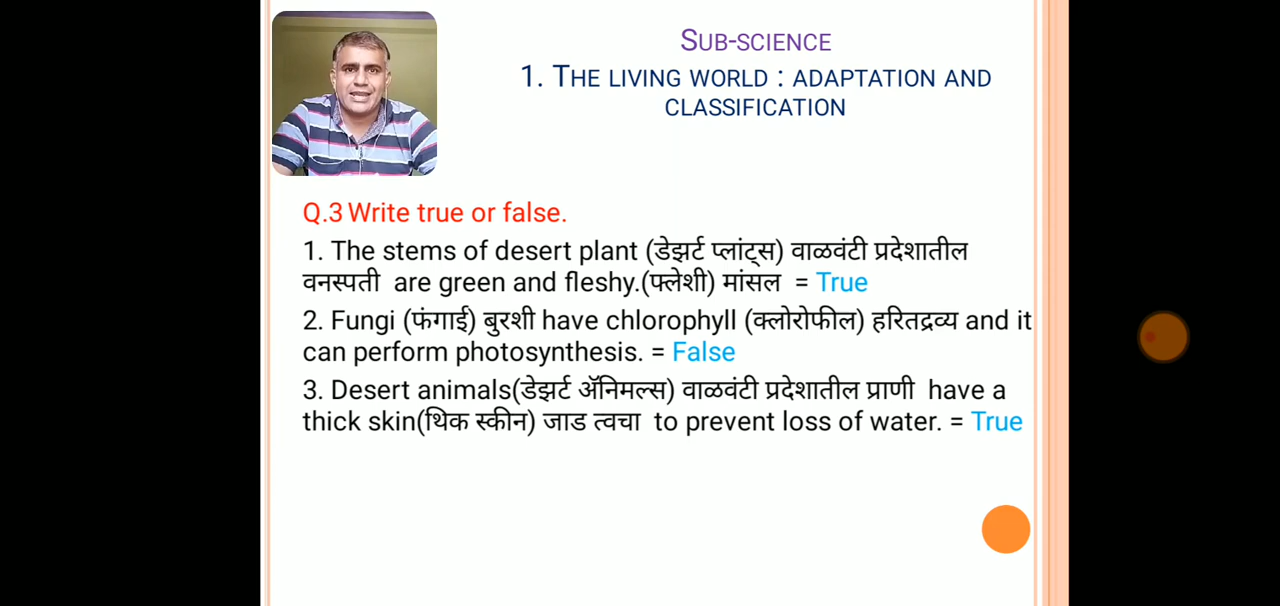 SUB-SCIENCE
1. THE LIVING WORLD : ADAPTATION AND
CLASSIFICATION
Q.3 Write true or false.
1. The stems of desert plant (डेझर्ट प्लांट्स) वाळवंटी प्रदेशातील
वनस्पती are green and fleshy.(फ्लेशी) मांसल = True
2. Fungi (फंगाई) बुरशी have chlorophyll (क्लोरोफील) हरितद्रव्य and it
can perform photosynthesis. = False
3. Desert animals(डेझर्ट ॲनिमल्स) वाळवंटी प्रदेशातील प्राणी have a
thick skin(थिक स्कीन) जाड त्वचा to prevent loss of water. = True